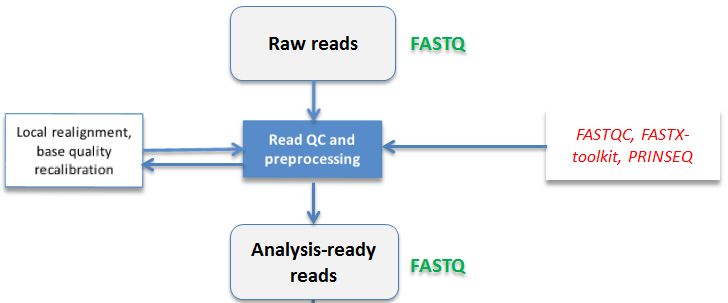 Raw reads
FASTQ
Local realignment,
base quality
recalibration
Read QC and
preprocessing
FASTQC, FASTX-
toolkit, PRINSEQ
Analysis-ready
reads
FASTQ